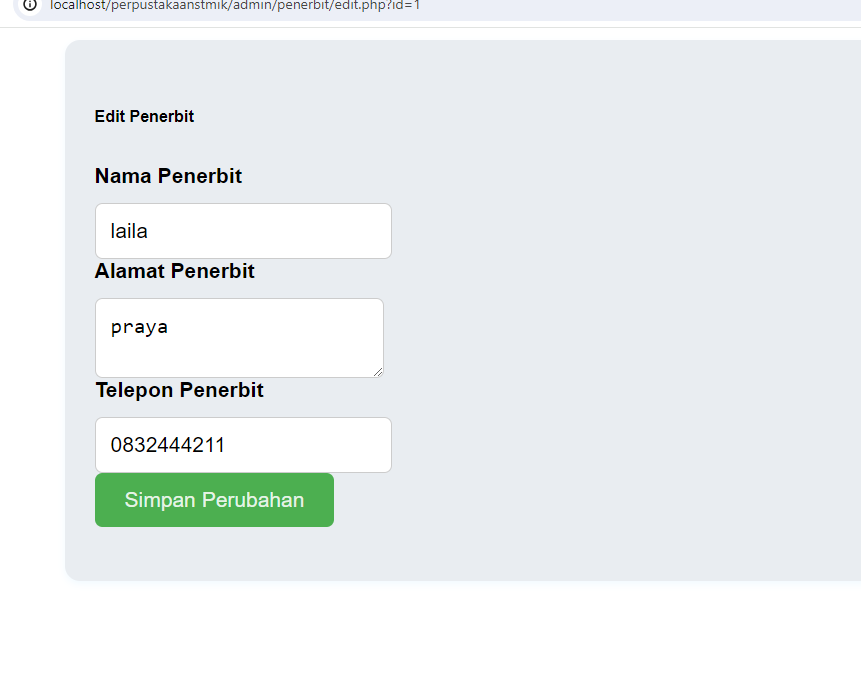 localhost/perpustakaanstmik/admin/penerbit/edit.php?id=1
Edit Penerbit
Nama Penerbit
laila
Alamat Penerbit
praya
Telepon Penerbit
0832444211
Simpan Perubahan